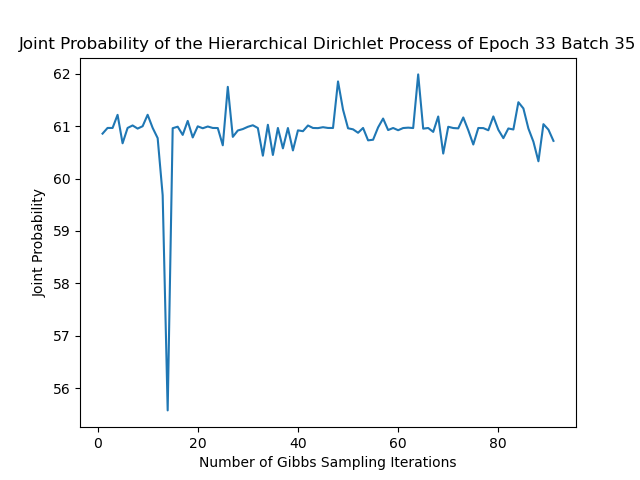 Joint Probability of the Hierarchical Dirichlet Process of Epoch 33 Batch 35
62
61
60
59
58
57
56
Joint Probability
0 20 40 60 80
Number of Gibbs Sampling Iterations